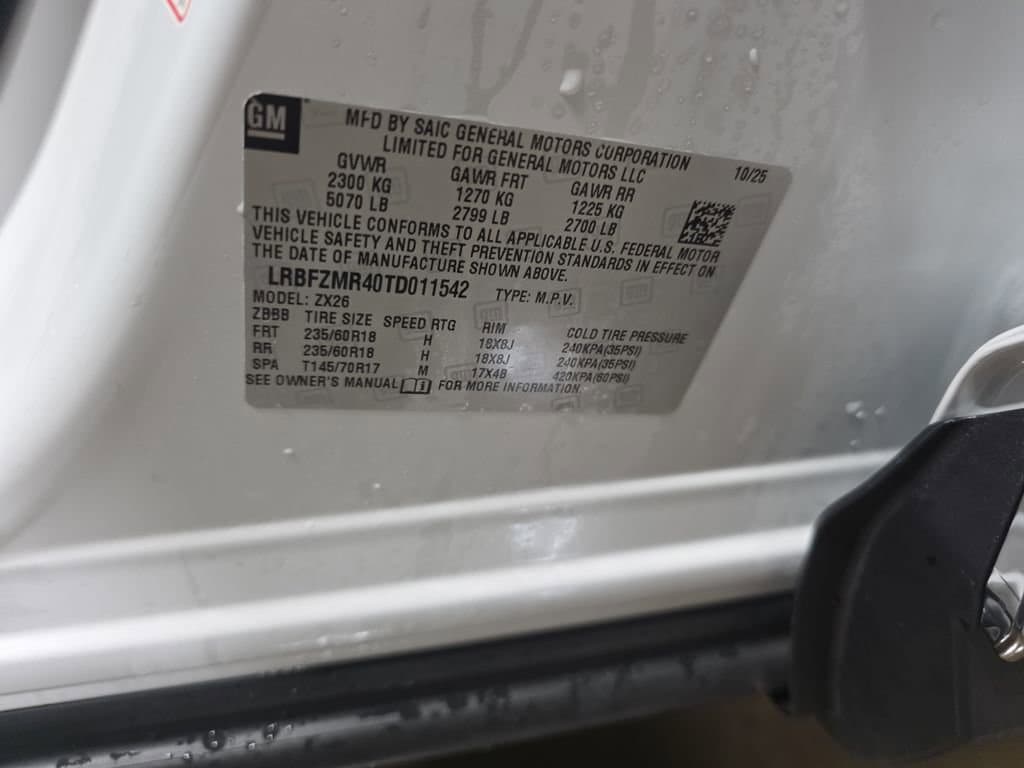 GM
MFD BY SAIC GENERAL MOTORS CORPORATION
LIMITED FOR GENERAL MOTORS LLC
10/25
GVWR GAWR FRT GAWR RR
2300 KG 1270 KG 1225 KG
5070 LB 2799 LB 2700 LB
THIS VEHICLE CONFORMS TO ALL APPLICABLE U.S. FEDERAL MOTOR
VEHICLE SAFETY AND THEFT PREVENTION STANDARDS IN EFFECT ON
THE DATE OF MANUFACTURE SHOWN ABOVE.
LRBFZMR40TD011542 TYPE: M.P.V.
MODEL: ZX26
ZBBB TIRE SIZE SPEED RTG RIM COLD TIRE PRESSURE
FRT 235/60R18 H 18X8J 240KPA(35PSI)
RR 235/60R18 H 18X8J 240KPA(35PSI)
SPA T145/70R17 M 17X4B 420KPA(60PSI)
SEE OWNER'S MANUAL FOR MORE INFORMATION.